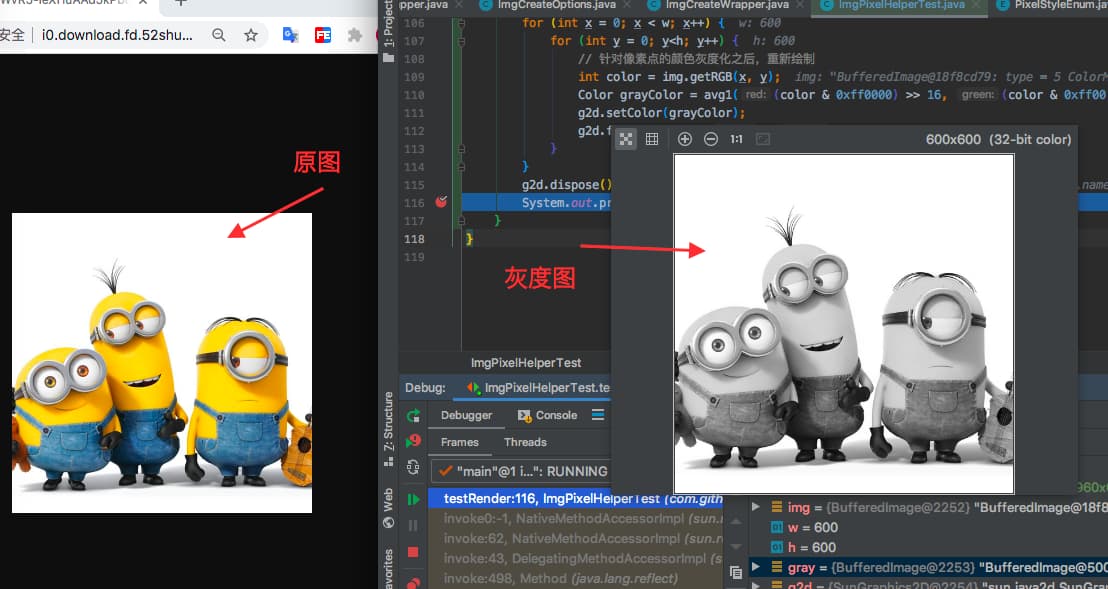 安全 i0.download.fd.52shu...
原图
pper.java ImgCreateOptions.java ImgCreateWrapper.java ImgPixelHelperTest.java PixelStyleEnum.j
1: Project
106 for (int x = 0; x < w; x++) { w: 600
107 for (int y = 0; y<h; y++) { h: 600
108 // 针对像素点的颜色灰度化之后，重新绘制
109 int color = img.getRGB(x, y); img: "BufferedImage@18f8cd79: type = 5 ColorM
110 Color grayColor = avg1( red: (color & 0xff0000) >> 16, green: (color & 0xff00
111 g2d.setColor(grayColor);
112 g2d.f
113 }
114 }
115 g2d.dispose() .name
116 System.out.pr
117 }
118 }
119
600x600 (32-bit color)
1:1
灰度图
ImgPixelHelperTest
Debug: ImgPixelHelperTest.te
Debugger Console
Frames Threads
"main"@1 i...": RUNNING
testRender:116, ImgPixelHelperTest (com.gith
invoke0:-1, NativeMethodAccessorImpl (sun.r
invoke:62, NativeMethodAccessorImpl (sun.re
invoke:43, DelegatingMethodAccessorImpl (s
invoke:498, Method (java.lang.reflect)
Z: Structure
Web
avorites
960x
img = {BufferedImage@2252} "BufferedImage@18f8
w = 600
h = 600
gray = {BufferedImage@2253} "BufferedImage@500
g2d = {SunGraphics2D@2254} "sun.java2d.SunGra